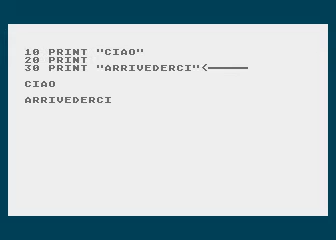 10 PRINT "CIAO"
20 PRINT
30 PRINT "ARRIVEDERCI"<—————
CIAO
ARRIVEDERCI